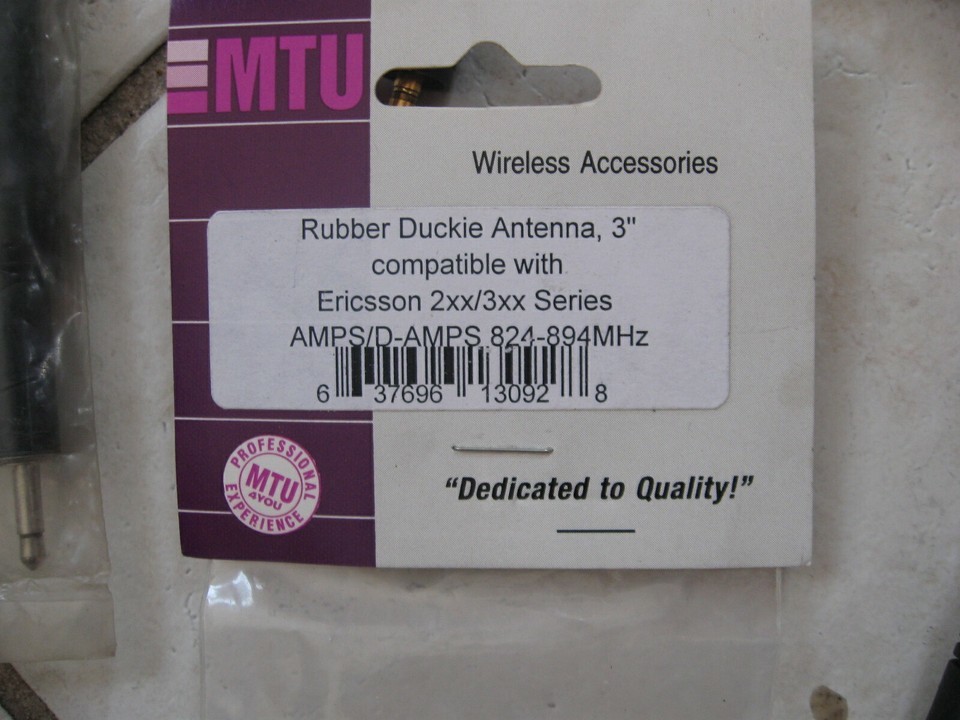 MTU
Wireless Accessories
Rubber Duckie Antenna, 3"
compatible with
Ericsson 2xx/3xx Series
AMPS/D-AMPS 824-894MHz
6 37696 13092 8
PROFESSIONAL
MTU
4YOU
EXPERIENCE
“Dedicated to Quality!”